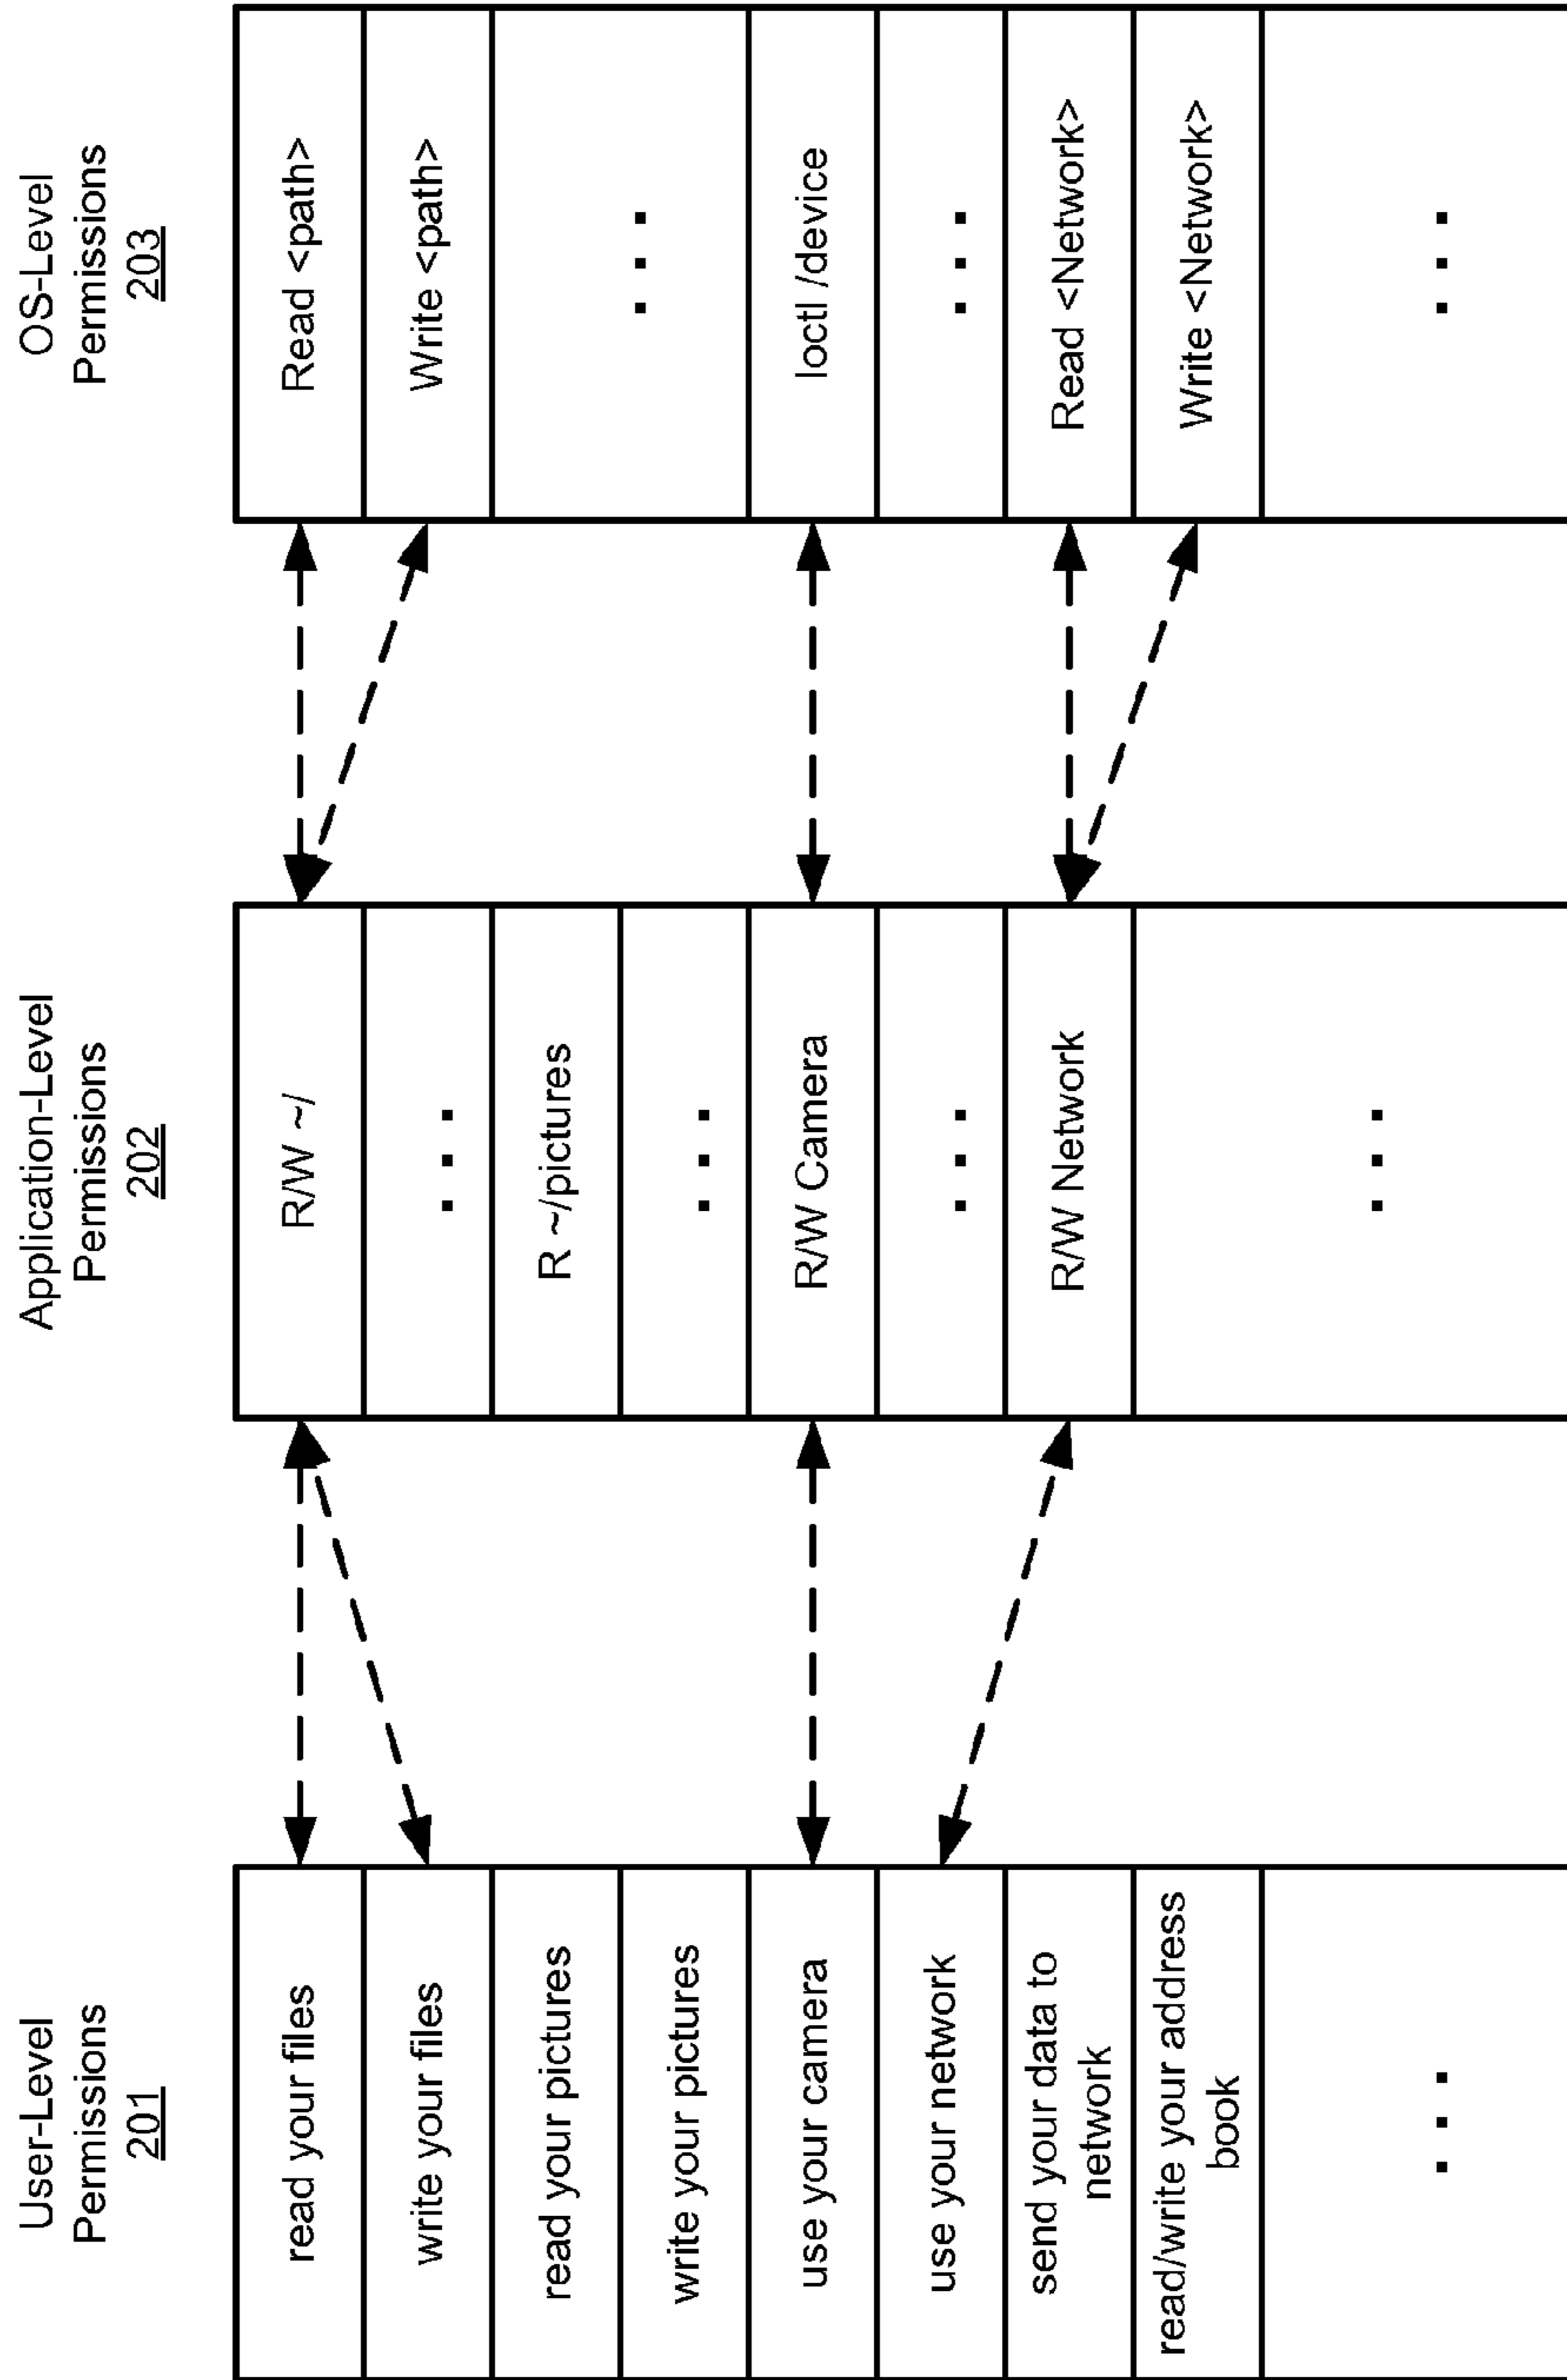 User-Level
Permissions
201
read your files
write your files
read your pictures
write your pictures
use your camera
use your network
send your data to
network
read/write your address
book
...
Application-Level
Permissions
202
R/W ~/
...
R ~/pictures
...
R/W Camera
...
R/W Network
...
OS-Level
Permissions
203
Read <path>
Write <path>
...
Ioctl /device
...
Read <Network>
Write <Network>
...